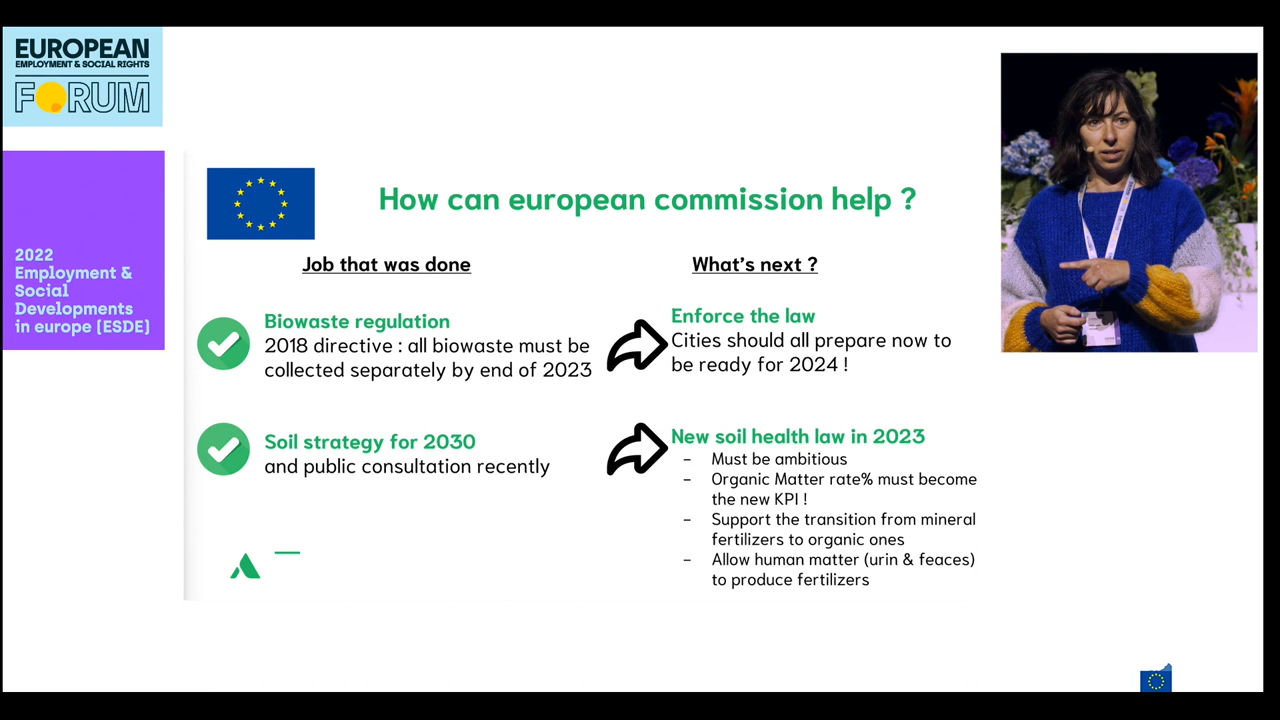 EUROPEAN
EMPLOYMENT & SOCIAL RIGHTS
FORUM
2022
Employment &
Social
Developments
in europe (ESDE)
How can european commission help ?
Job that was done
Biowaste regulation
2018 directive : all biowaste must be
collected separately by end of 2023
Soil strategy for 2030
and public consultation recently
What's next ?
Enforce the law
Cities should all prepare now to
be ready for 2024 !
New soil health law in 2023
- Must be ambitious
- Organic Matter rate% must become
the new KPI !
- Support the transition from mineral
fertilizers to organic ones
- Allow human matter (urin & feaces)
to produce fertilizers